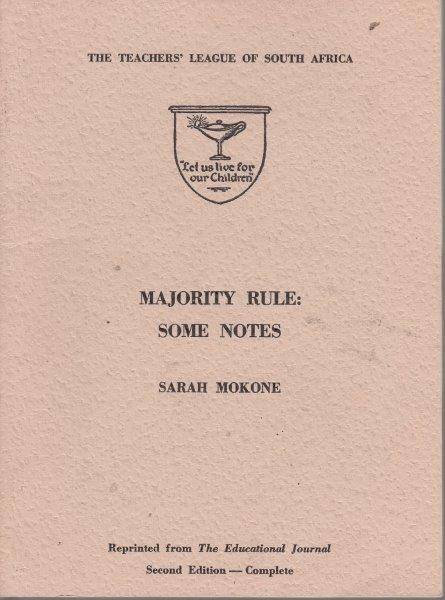 THE TEACHERS' LEAGUE OF SOUTH AFRICA
"Let us live for
our Children"
MAJORITY RULE:
SOME NOTES
SARAH MOKONE
Reprinted from The Educational Journal
Second Edition — Complete